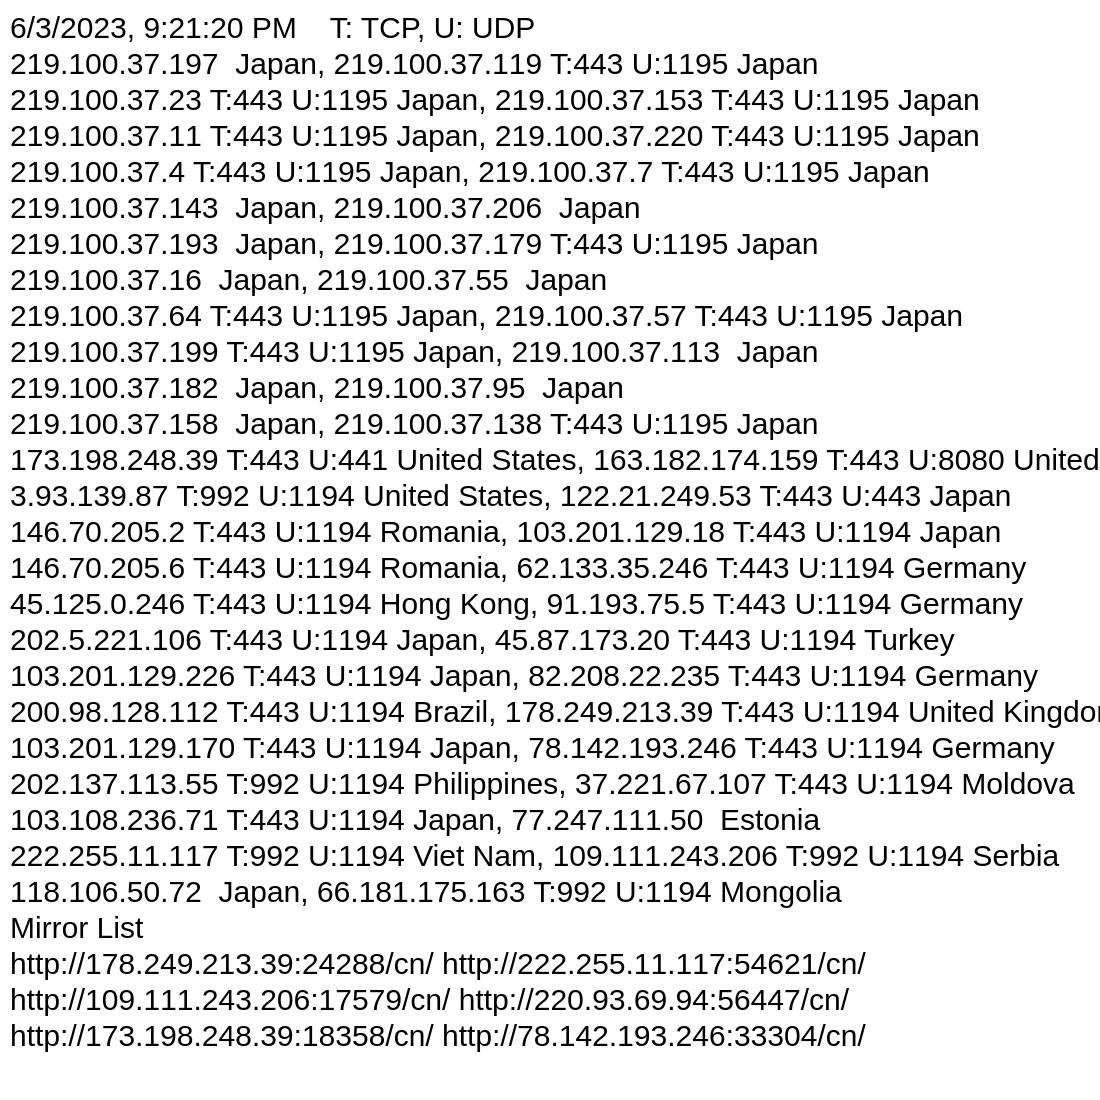 6/3/2023, 9:21:20 PM    T: TCP, U: UDP
219.100.37.197  Japan, 219.100.37.119 T:443 U:1195 Japan
219.100.37.23 T:443 U:1195 Japan, 219.100.37.153 T:443 U:1195 Japan
219.100.37.11 T:443 U:1195 Japan, 219.100.37.220 T:443 U:1195 Japan
219.100.37.4 T:443 U:1195 Japan, 219.100.37.7 T:443 U:1195 Japan
219.100.37.143  Japan, 219.100.37.206  Japan
219.100.37.193  Japan, 219.100.37.179 T:443 U:1195 Japan
219.100.37.16  Japan, 219.100.37.55  Japan
219.100.37.64 T:443 U:1195 Japan, 219.100.37.57 T:443 U:1195 Japan
219.100.37.199 T:443 U:1195 Japan, 219.100.37.113  Japan
219.100.37.182  Japan, 219.100.37.95  Japan
219.100.37.158  Japan, 219.100.37.138 T:443 U:1195 Japan
173.198.248.39 T:443 U:441 United States, 163.182.174.159 T:443 U:8080 United
3.93.139.87 T:992 U:1194 United States, 122.21.249.53 T:443 U:443 Japan
146.70.205.2 T:443 U:1194 Romania, 103.201.129.18 T:443 U:1194 Japan
146.70.205.6 T:443 U:1194 Romania, 62.133.35.246 T:443 U:1194 Germany
45.125.0.246 T:443 U:1194 Hong Kong, 91.193.75.5 T:443 U:1194 Germany
202.5.221.106 T:443 U:1194 Japan, 45.87.173.20 T:443 U:1194 Turkey
103.201.129.226 T:443 U:1194 Japan, 82.208.22.235 T:443 U:1194 Germany
200.98.128.112 T:443 U:1194 Brazil, 178.249.213.39 T:443 U:1194 United Kingdo
103.201.129.170 T:443 U:1194 Japan, 78.142.193.246 T:443 U:1194 Germany
202.137.113.55 T:992 U:1194 Philippines, 37.221.67.107 T:443 U:1194 Moldova
103.108.236.71 T:443 U:1194 Japan, 77.247.111.50  Estonia
222.255.11.117 T:992 U:1194 Viet Nam, 109.111.243.206 T:992 U:1194 Serbia
118.106.50.72  Japan, 66.181.175.163 T:992 U:1194 Mongolia
Mirror List
http://178.249.213.39:24288/cn/ http://222.255.11.117:54621/cn/
http://109.111.243.206:17579/cn/ http://220.93.69.94:56447/cn/
http://173.198.248.39:18358/cn/ http://78.142.193.246:33304/cn/